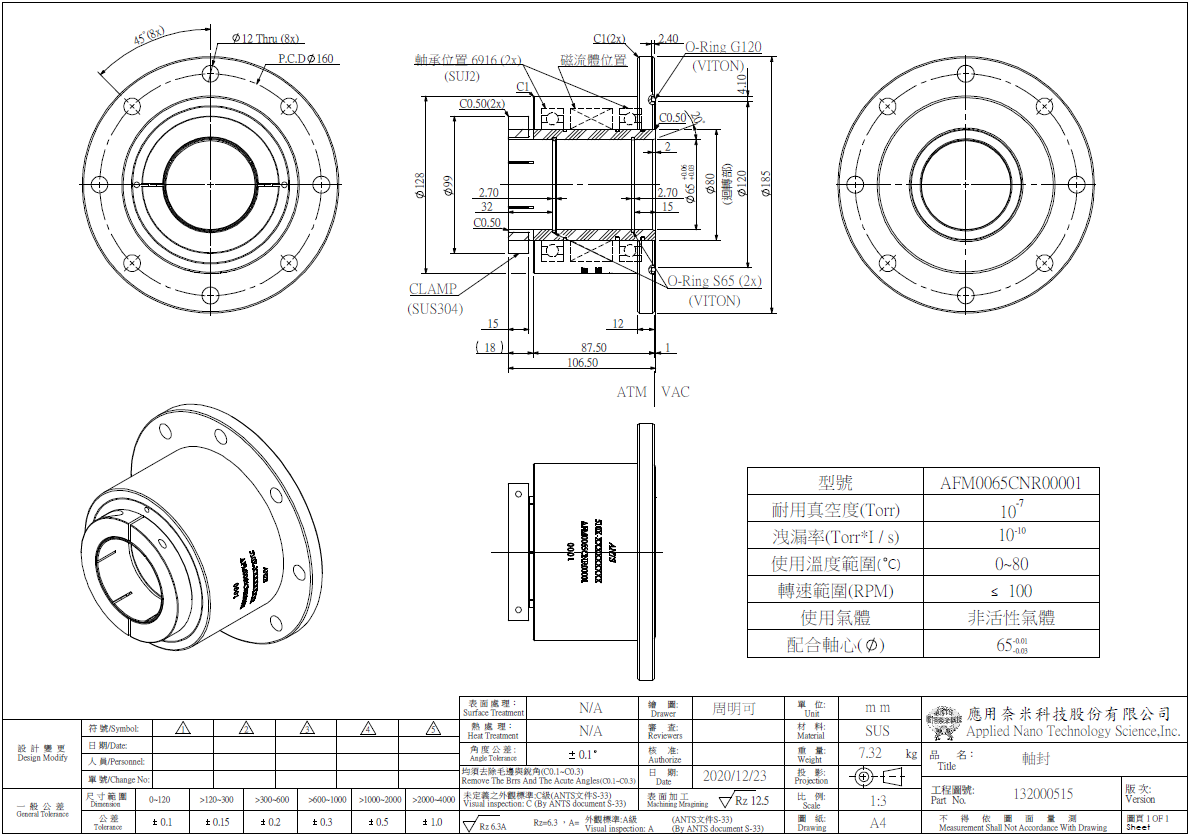 45°(8x)
Φ12 Thru (8x)
P.C.DΦ160
C1(2x)
2.40
O-Ring G120
(VITON)
軸承位置 6916 (2x)
(SUJ2)
磁流體位置
C1
C0.50(2x)
4.10
C0.50
20°
2
Φ128
Φ99
2.70
32
C0.50
2.70
15
Φ65 +0.06 +0.03
Φ80
(迴轉部)
Φ120
Φ185
CLAMP
(SUS304)
O-Ring S65 (2x)
(VITON)
15
12
( 18 )
87.50
1
106.50
ATM
VAC
ANTS
0001
型號 AFM0065CNR00001
耐用真空度(Torr) 10-7
洩漏率(Torr*I / s) 10-10
使用溫度範圍(°C) 0~80
轉速範圍(RPM) ≤ 100
使用氣體 非活性氣體
配合軸心(Φ) 65 -0.01 -0.03
設 計 變 更
Design Modify
符 號/Symbol: 1 2 3 4 5
日 期/Date:
人 員/Personnel:
單 號/Change No:
一 般 公 差
General Tolerance
尺 寸 範 圍
Dimension
0~120 >120~300 >300~600 >600~1000 >1000~2000 >2000~4000
公 差
Tolerance
± 0.1 ± 0.15 ± 0.2 ± 0.3 ± 0.5 ± 1.0
表 面 處 理:
Surface Treatment
N/A
熱 處 理:
Heat Treatment
N/A
角 度 公 差:
Angle Tolerance
± 0.1°
均須去除毛邊與銳角(C0.1~C0.3)
Remove The Brrs And The Acute Angles(C0.1~C0.3)
未定義之外觀標準:C級(ANTS文件S-33)
Visual inspection: C (By ANTS document S-33)
Rz 6.3A
Rz=6.3 , A=
外觀標準:A級 (ANTS文件S-33)
Visual inspection: A (By ANTS document S-33)
繪 圖:
Drawer
周明可
審 查:
Reviewers
核 准:
Authorize
日 期:
Date
2020/12/23
表 面 加 工
Machining Mragining
Rz 12.5
單 位:
Unit
m m
材 料:
Material
SUS
重 量:
Weight
7.32 kg
投 影:
Projection
比 例:
Scale
1:3
圖 紙:
Drawing
A4
應用奈米科技股份有限公司
Applied Nano Technology Science,Inc.
品 名:
Title
軸封
工程圖號:
Part No.
132000515
版 次:
Version
不 得 依 圖 面 量 測
Measurement Shall Not Accordance With Drawing
圖頁 1 OF 1
Sheet